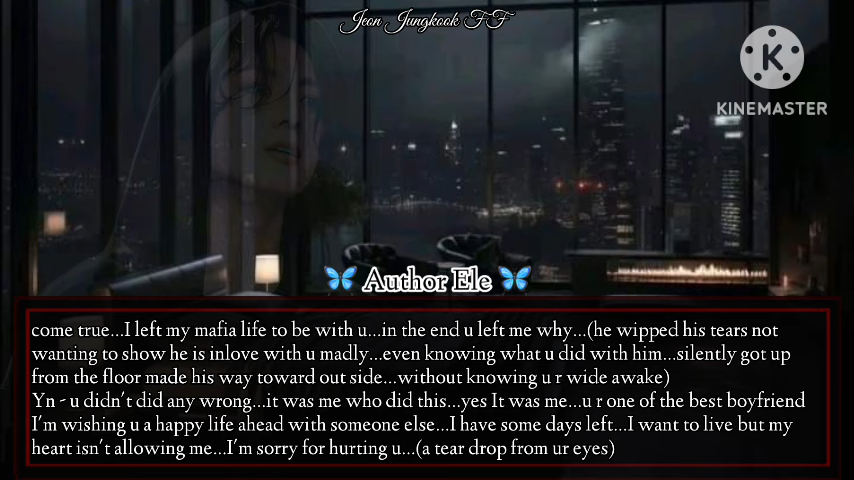 Jeon Jungkook FF
KINEMASTER
Author Ele
come true...I left my mafia life to be with u...in the end u left me why...(he wipped his tears not
wanting to show he is inlove with u madly...even knowing what u did with him...silently got up
from the floor made his way toward out side...without knowing u r wide awake)
Yn - u didn't did any wrong...it was me who did this...yes It was me...u r one of the best boyfriend
I'm wishing u a happy life ahead with someone else...I have some days left...I want to live but my
heart isn't allowing me...I'm sorry for hurting u...(a tear drop from ur eyes)